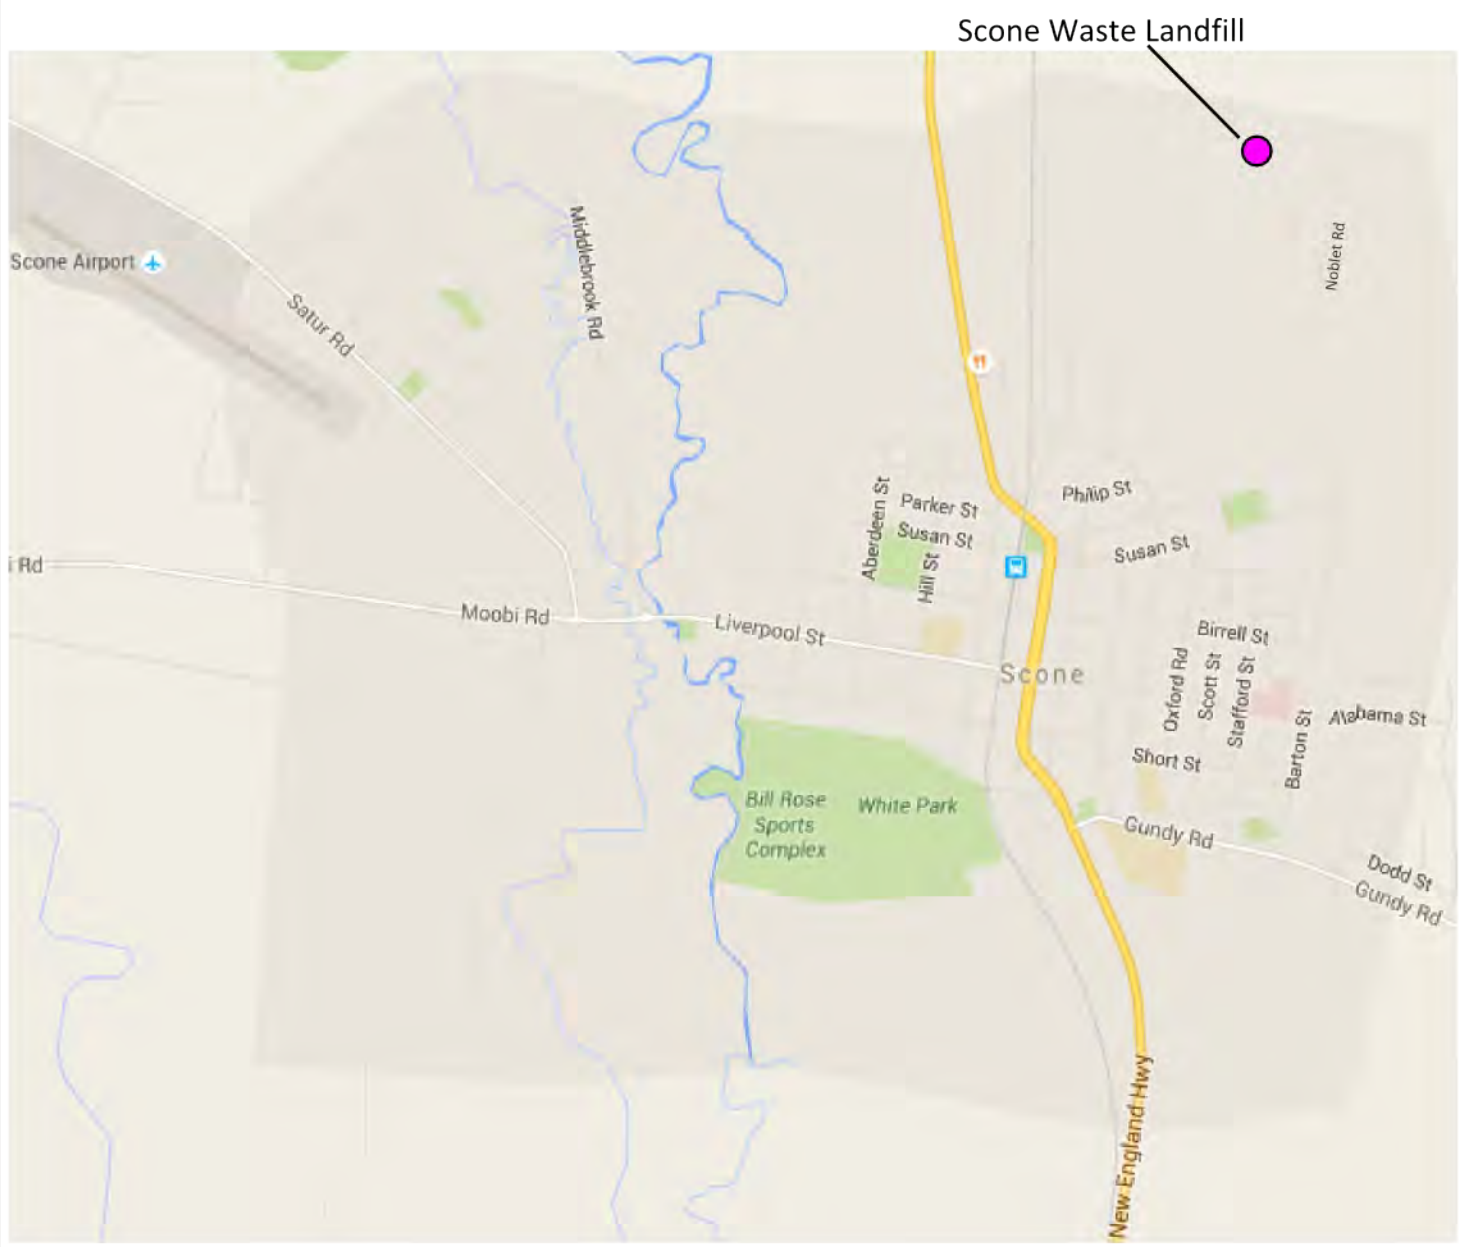 Scone Waste Landfill
Noblet Rd
Middlebrook Rd
Scone Airport
Satur Rd
Philip St
Parker St
Aberdeen St
Susan St
Susan St
Hill St
i Rd
Moobi Rd
Liverpool St
Birrell St
Scone
Oxford Rd
Scott St
Stafford St
Alabama St
Barton St
Short St
Bill Rose
Sports
Complex
White Park
Gundy Rd
Dodd St
Gundy Rd
New England Hwy